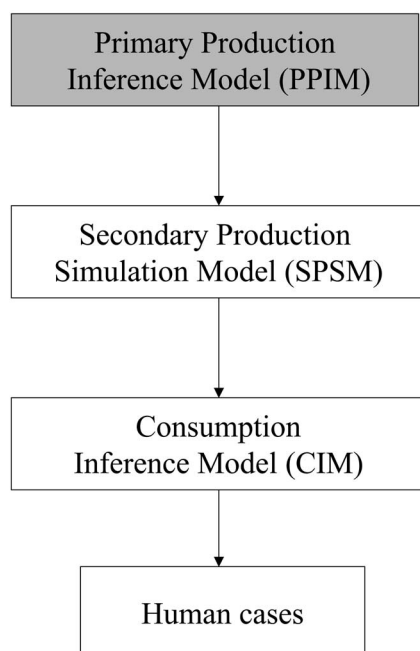 Primary Production
Inference Model (PPIM)
Secondary Production
Simulation Model (SPSM)
Consumption
Inference Model (CIM)
Human cases